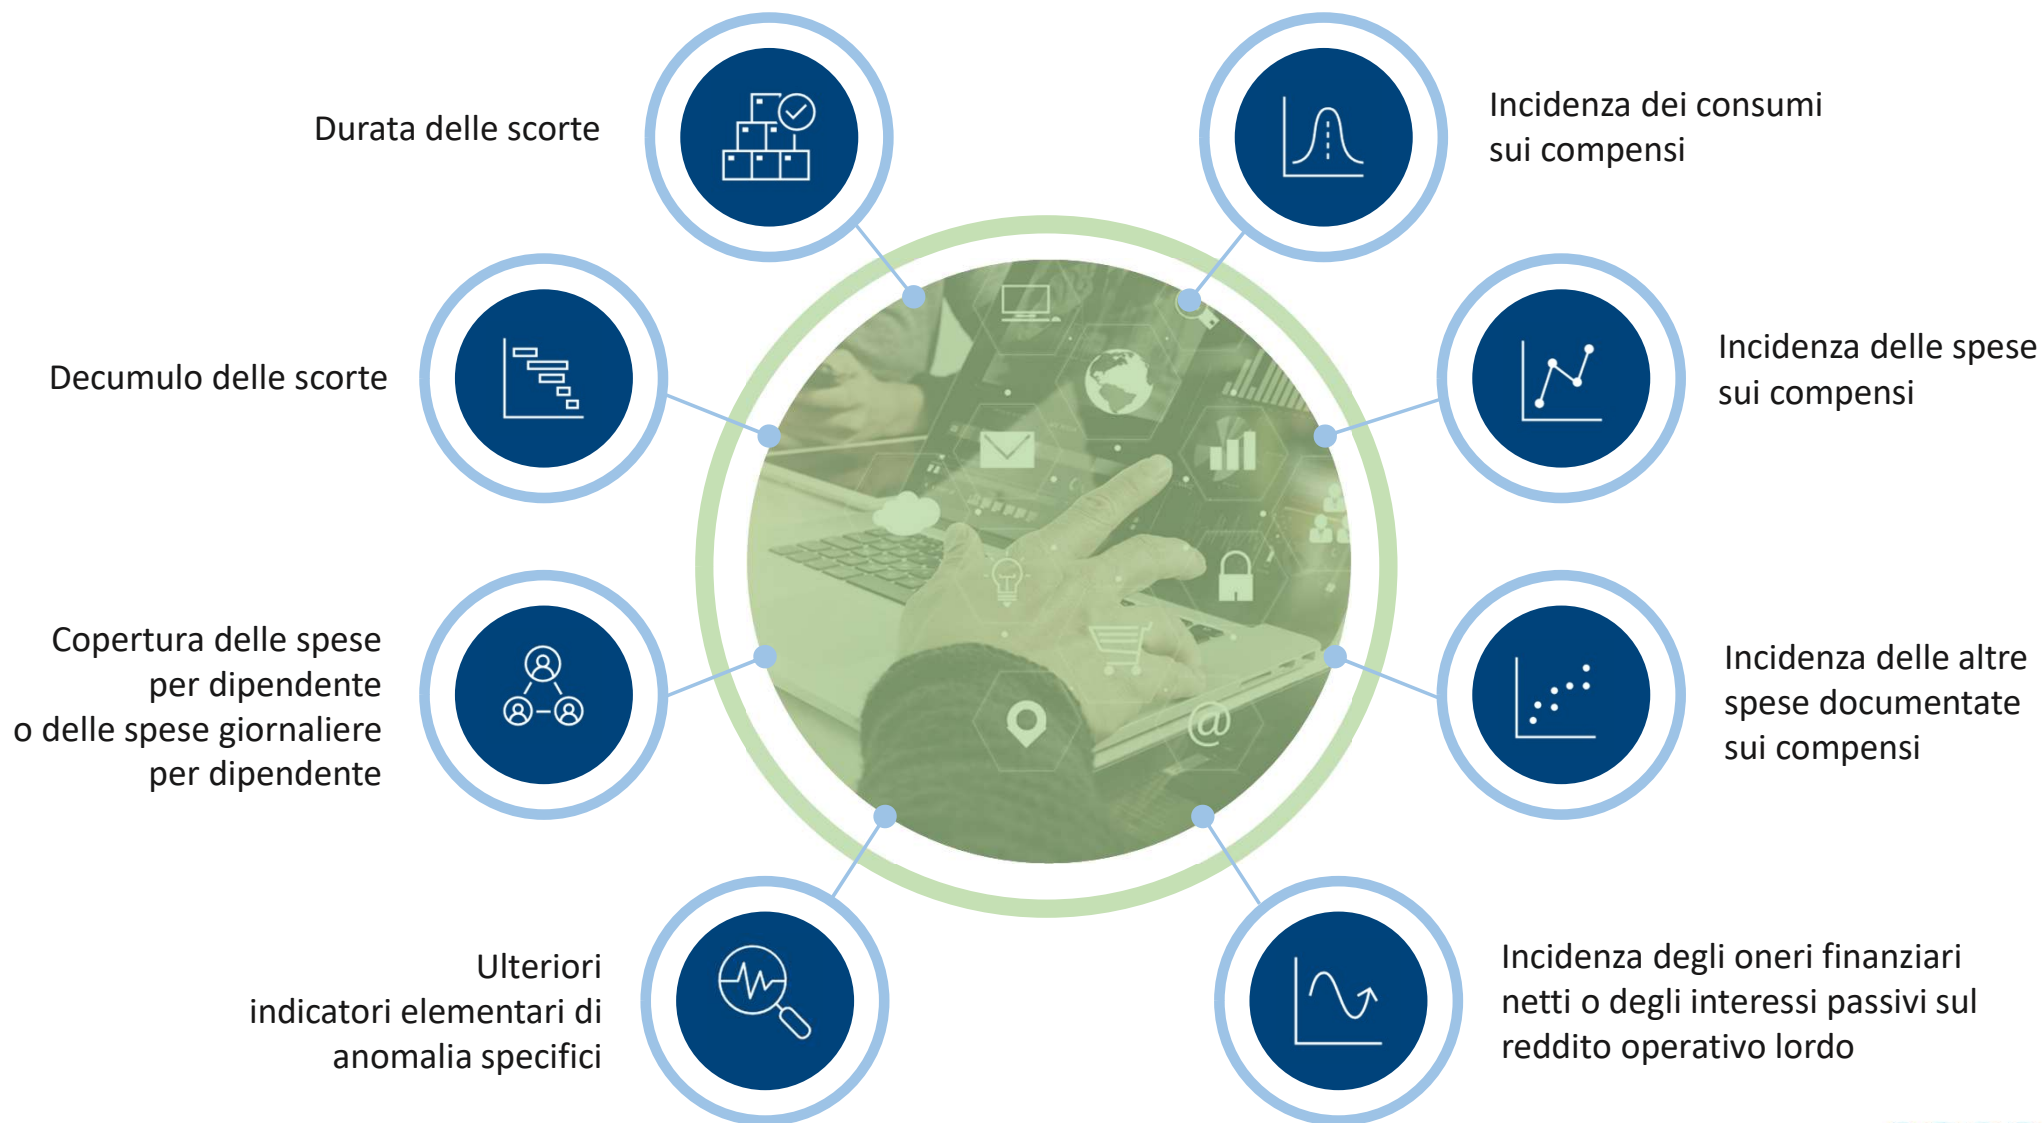 Durata delle scorte
Incidenza dei consumi
sui compensi
Decumulo delle scorte
Incidenza delle spese
sui compensi
Copertura delle spese
per dipendente
o delle spese giornaliere
per dipendente
Incidenza delle altre
spese documentate
sui compensi
Ulteriori
indicatori elementari di
anomalia specifici
Incidenza degli oneri finanziari
netti o degli interessi passivi sul
reddito operativo lordo
@